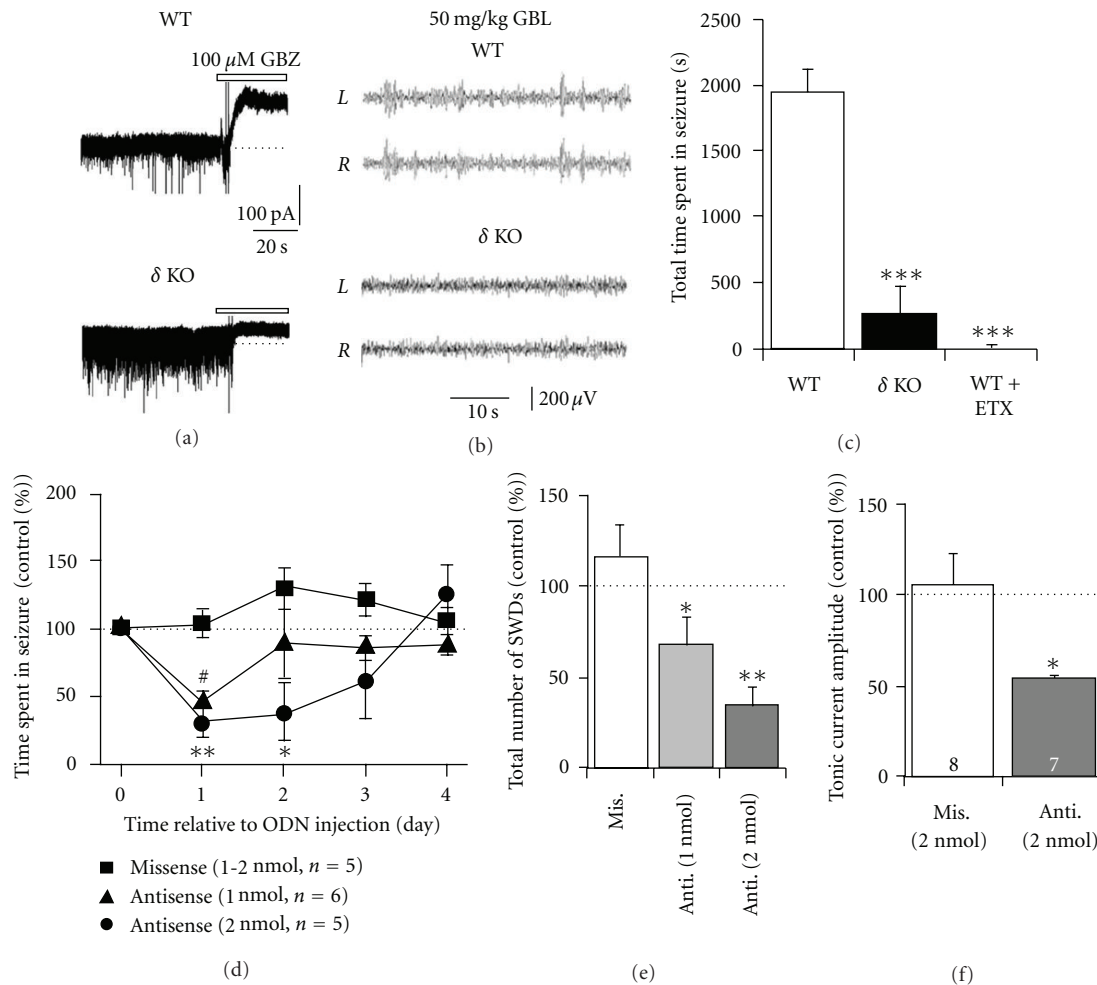 WT
100 μM GBZ
100 pA
20 s
δ KO
(a)
50 mg/kg GBL
WT
L
R
δ KO
L
R
10 s
200 μV
(b)
Total time spent in seizure (s)
2000
1500
1000
500
0
***
***
WT
δ KO
WT +
ETX
(c)
Time spent in seizure (control (%))
200
150
100
50
0
#
**
*
0 1 2 3 4
Time relative to ODN injection (day)
Missense (1-2 nmol, n = 5)
Antisense (1 nmol, n = 6)
Antisense (2 nmol, n = 5)
(d)
Total number of SWDs (control (%))
150
100
50
0
*
**
Mis.
Anti. (1 nmol)
Anti. (2 nmol)
(e)
Tonic current amplitude (control (%))
150
100
50
0
*
8
7
Mis.
(2 nmol)
Anti.
(2 nmol)
(f)